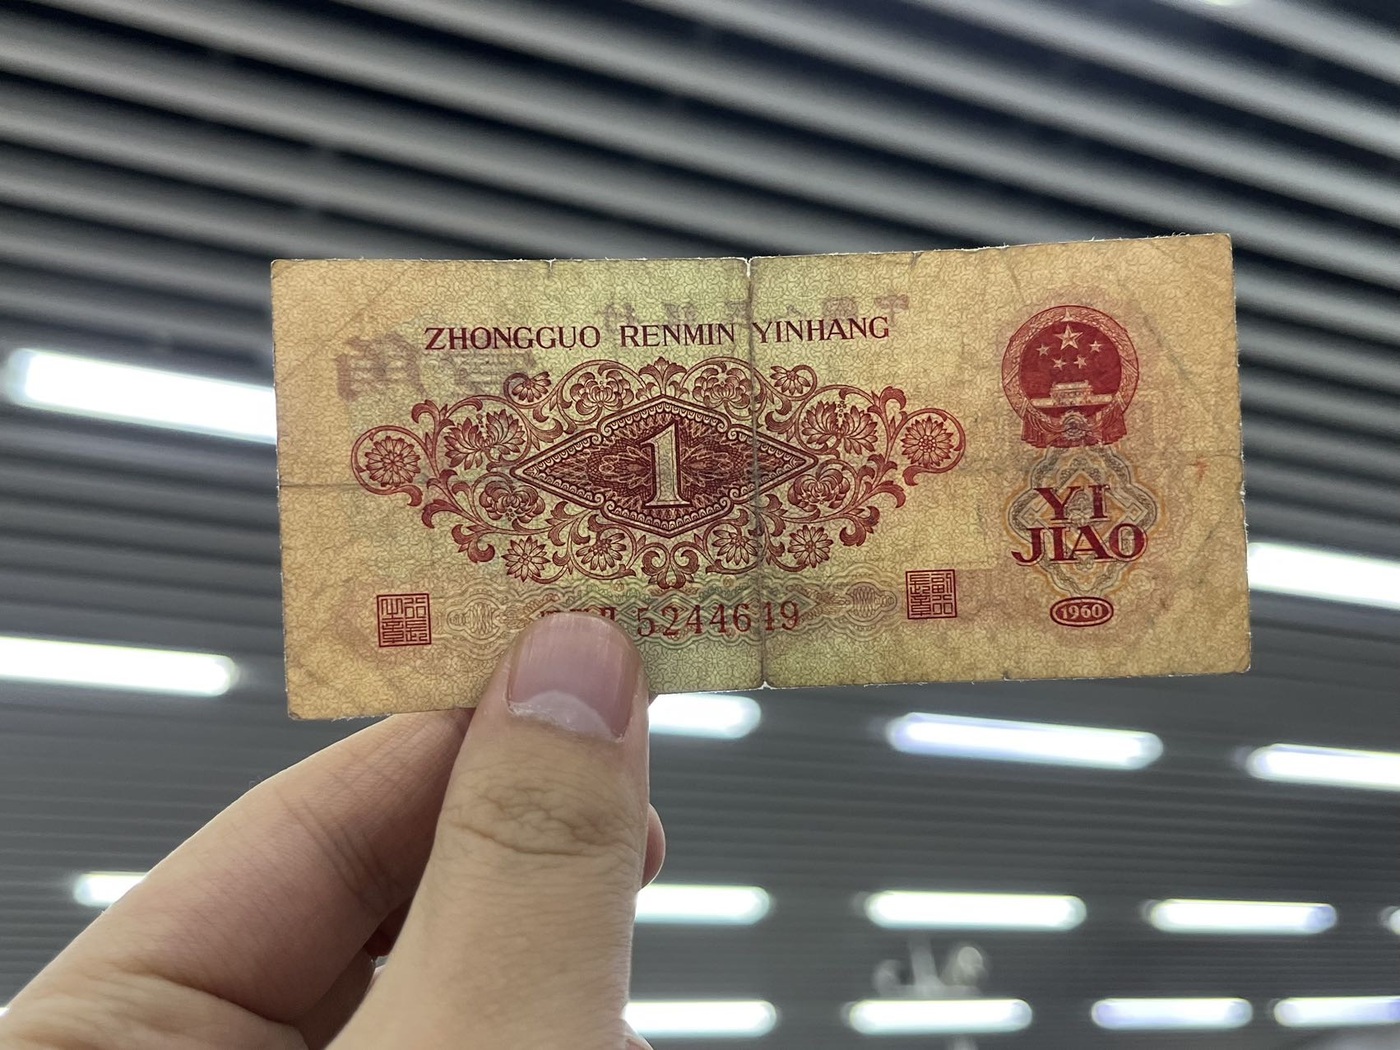 ZHONGGUO RENMIN YINHANG
1
YI
JIAO
5244619
1960